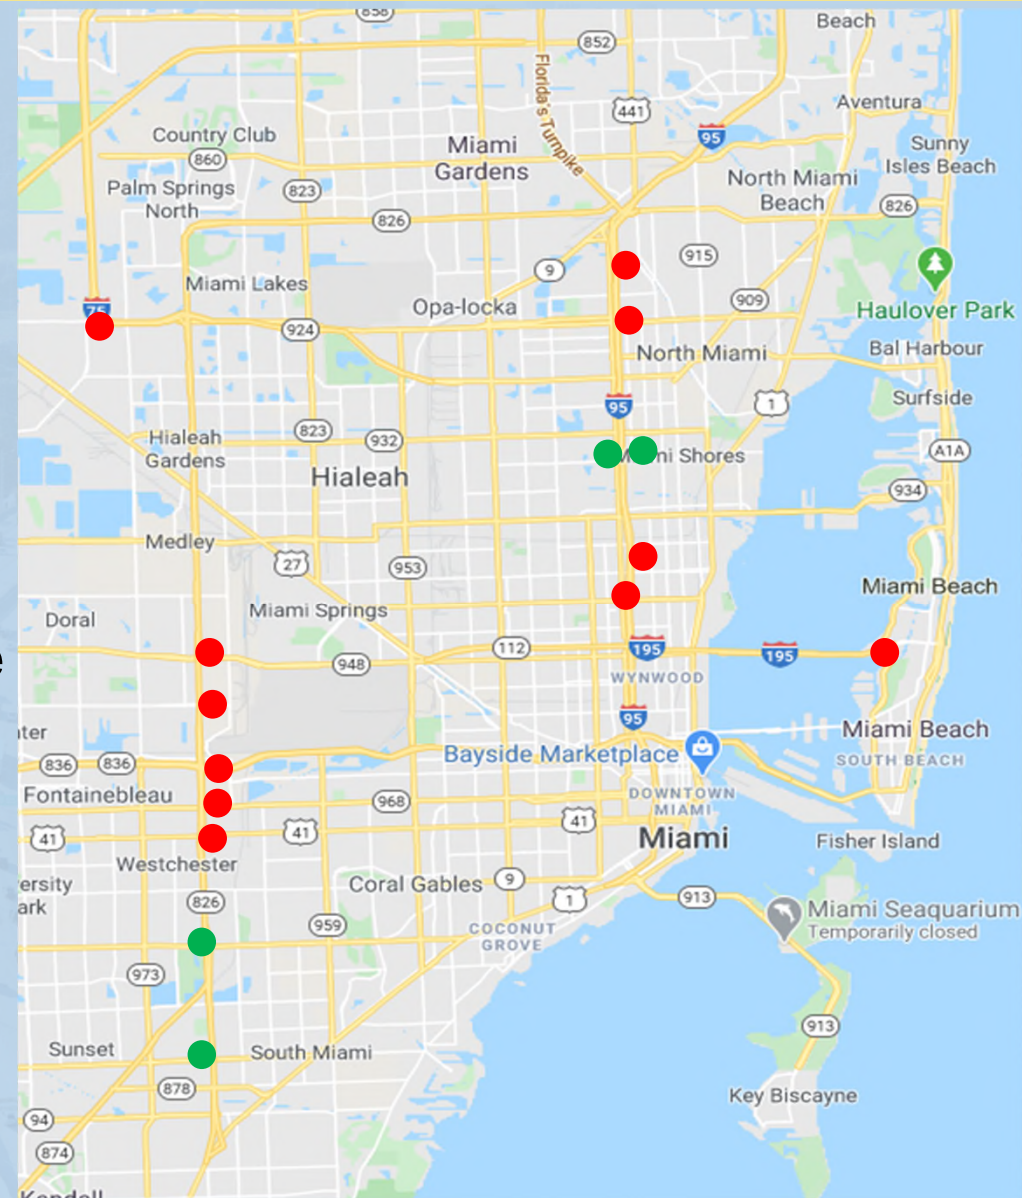 858
Beach
852
Florida's Turnpike
441
Aventura
95
Country Club
Miami
Gardens
Sunny
Isles Beach
860
Palm Springs
North
823
North Miami
Beach
826
826
915
9
Miami Lakes
909
Opa-locka
Haulover Park
75
924
North Miami
Bal Harbour
Surfside
95
1
823
932
Hialeah
Gardens
A1A
Shores
Hialeah
934
Medley
27
953
Miami Beach
Miami Springs
Doral
112
195
195
948
e
WYNWOOD
95
Miami Beach
Bayside Marketplace
SOUTH BEACH
836
836
Fontainebleau
968
DOWNTOWN
MIAMI
41
41
41
Miami
Fisher Island
Westchester
Coral Gables
9
1
913
826
Miami Seaquarium
Temporarily closed
959
COCONUT
GROVE
973
913
Sunset
South Miami
878
Key Biscayne
94
874
Kendall